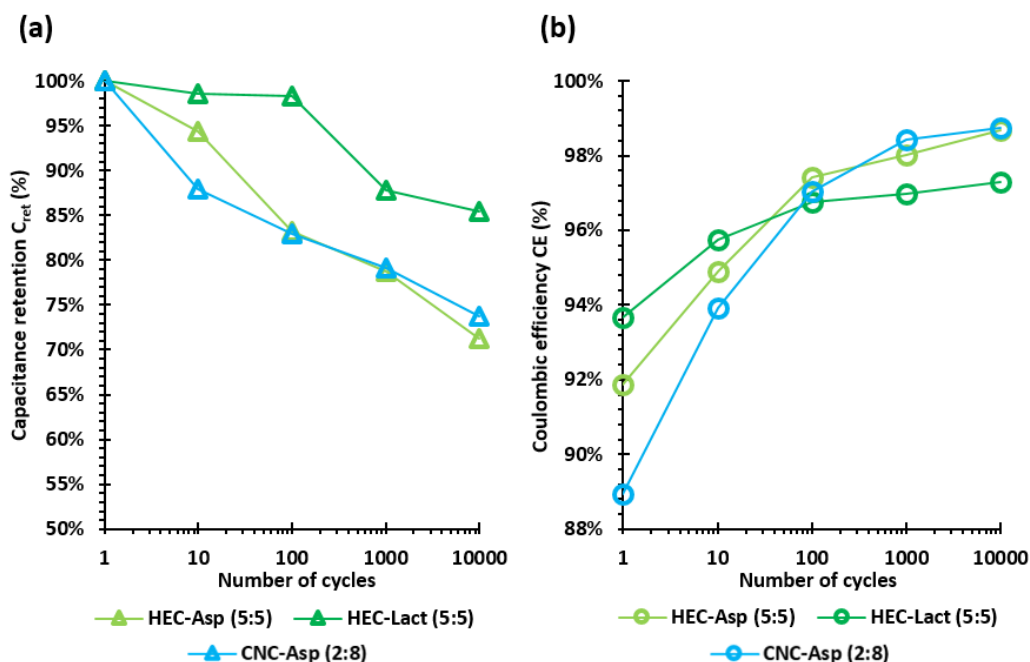 (a)
100%
95%
90%
85%
80%
75%
70%
65%
60%
55%
50%
Capacitance retention Cret (%)
1 10 100 1000 10000
Number of cycles
HEC-Asp (5:5) HEC-Lact (5:5)
CNC-Asp (2:8)
(b)
100%
98%
96%
94%
92%
90%
88%
Coulombic efficiency CE (%)
1 10 100 1000 10000
Number of cycles
HEC-Asp (5:5) HEC-Lact (5:5)
CNC-Asp (2:8)